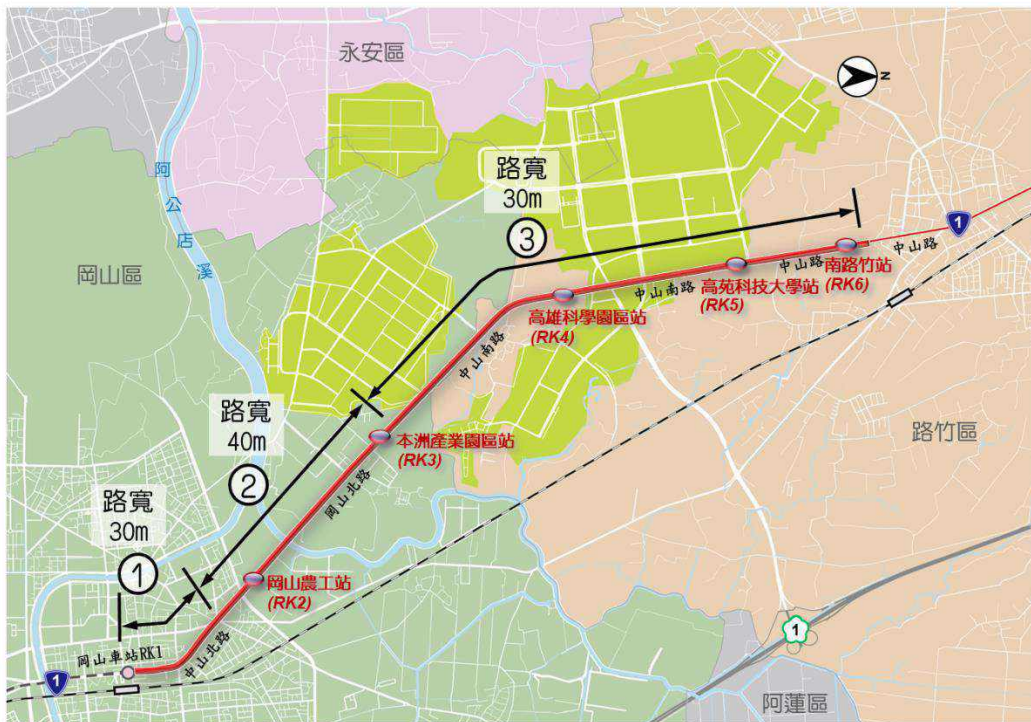 永安區
N
阿公店溪
路寬
30m
③
岡山區
1
中山路
南路竹站
(RK6)
中山路
高苑科技大學站
(RK5)
中山南路
高雄科學園區站
(RK4)
中山南路
路寬
40m
②
本洲產業園區站
(RK3)
路竹區
岡山北路
路寬
30m
①
岡山農工站
(RK2)
中山北路
岡山車站RK1
1
1
阿蓮區